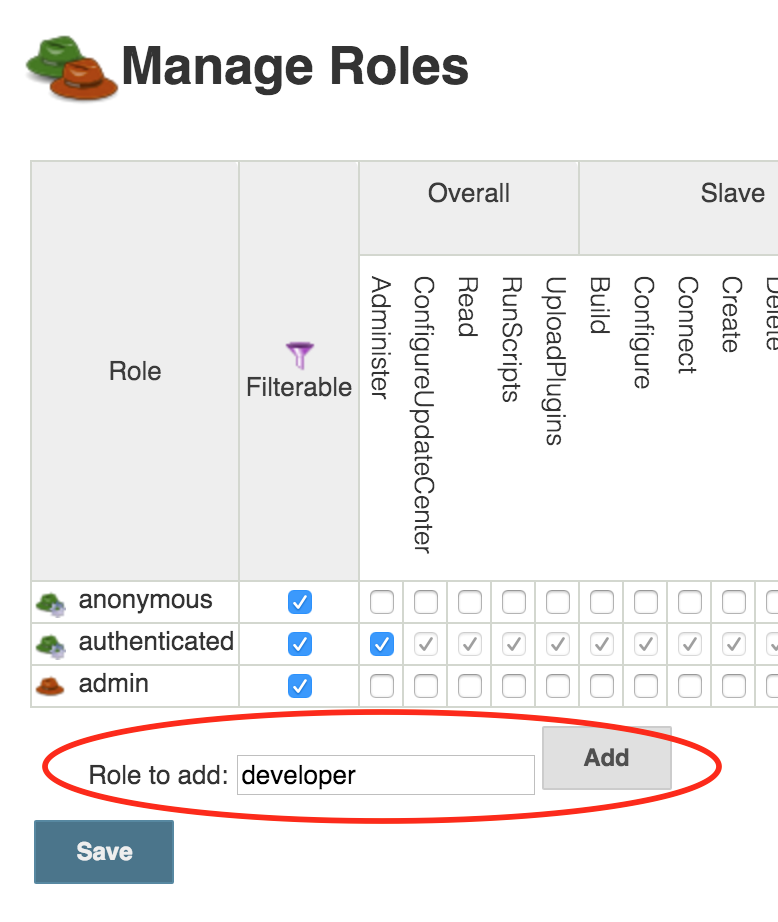 Manage Roles
Overall
Slave
Role
Filterable
Administer
ConfigureUpdateCenter
Read
RunScripts
UploadPlugins
Build
Configure
Connect
Create
Delete
anonymous
authenticated
admin
Role to add: developer
Add
Save